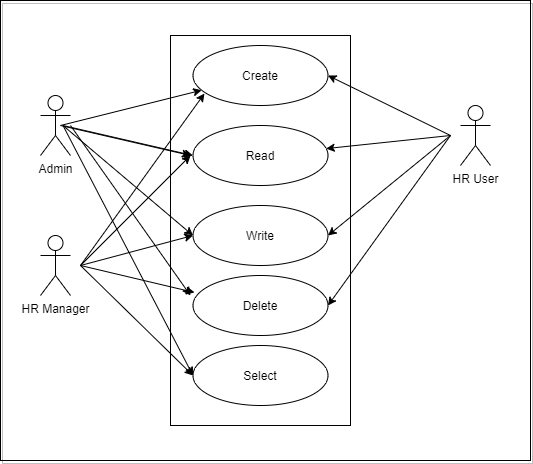 Create
Read
Admin
HR User
Write
HR Manager
Delete
Select